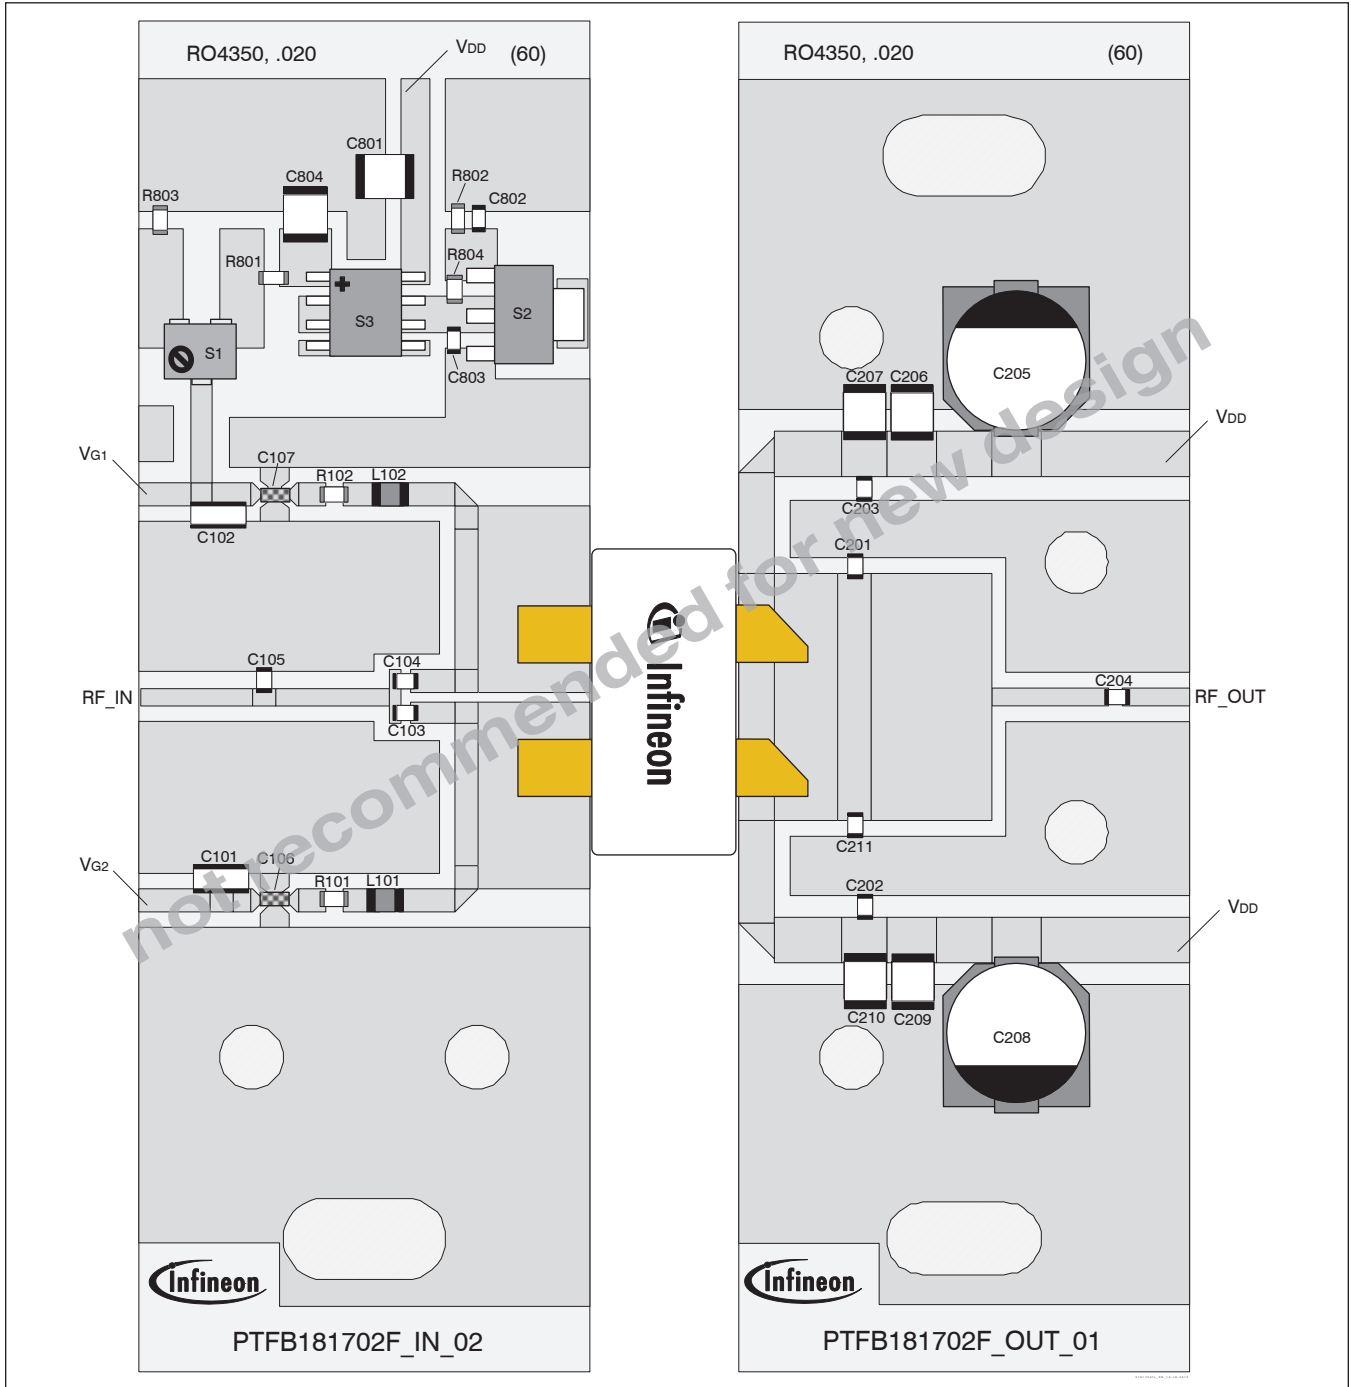 RO4350, .020
VDD
(60)
C801
C804
R802
C802
R803
R801
R804
S3
S2
S1
C803
VG1
C107
R102
L102
C102
C105
C104
RF_IN
C103
VG2
C101
C106
R101
L101
Infineon
PTFB181702F_IN_02
Infineon
RO4350, .020
(60)
C205
C207
C206
VDD
C203
C201
C204
RF_OUT
C211
C202
VDD
C210
C209
C208
Infineon
PTFB181702F_OUT_01
not recommended for new design